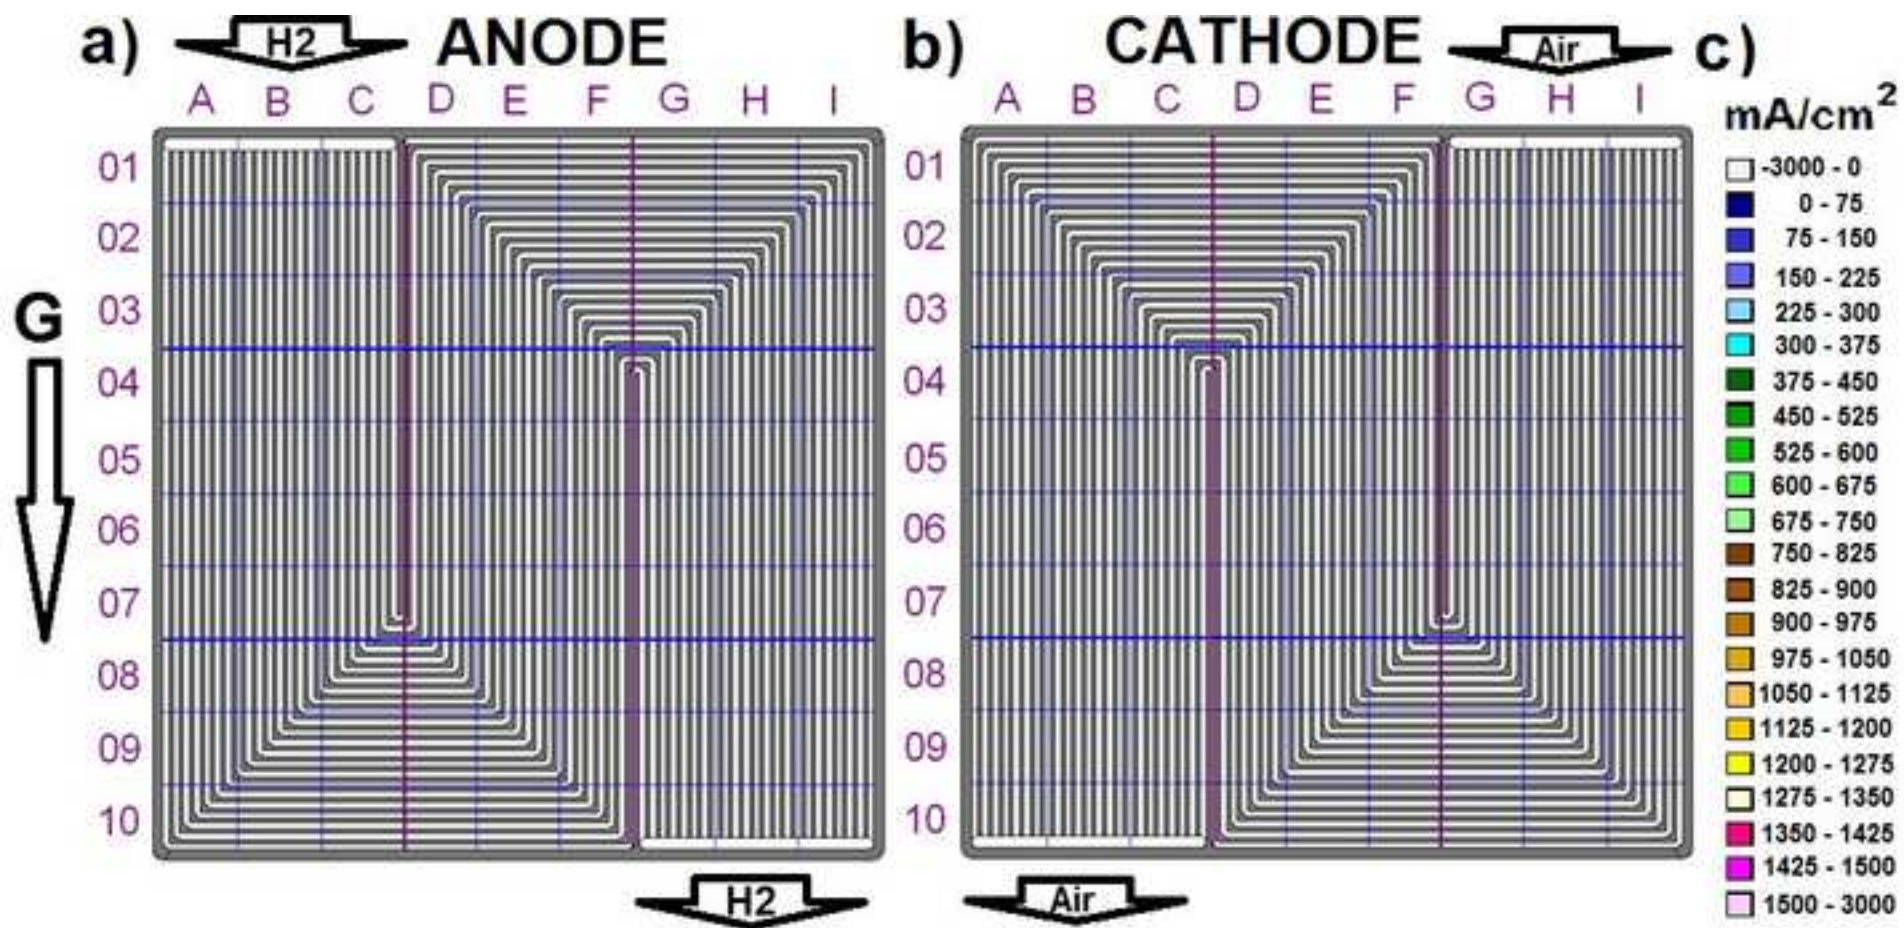 a) H2 ANODE b) CATHODE Air c)
A B C D E F G H I A B C D E F G H I
mA/cm²
01 01
-3000 - 0
0 - 75
02 02
75 - 150
150 - 225
G
03 03
225 - 300
300 - 375
04 04
375 - 450
450 - 525
05 05
525 - 600
600 - 675
06 06
675 - 750
750 - 825
07 07
825 - 900
900 - 975
08 08
975 - 1050
1050 - 1125
09 09
1125 - 1200
1200 - 1275
10 10
1275 - 1350
1350 - 1425
1425 - 1500
H2 Air
1500 - 3000